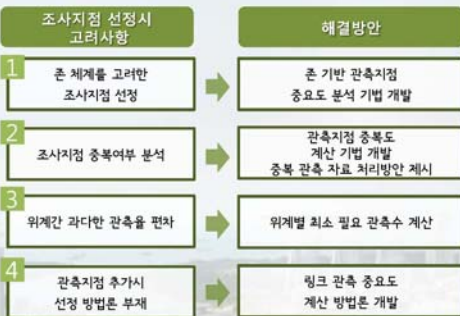 조사지점 선정시
고려사항
해결방안
1
존 체계를 고려한
조사지점 선정
존 기반 관측지점
중요도 분석 기법 개발
2
조사지점 중복여부 분석
관측지점 중복도
계산 기법 개발
중복 관측 자료 처리방안 제시
3
위계간 과다한 관측율 편차
위계별 최소 필요 관측수 계산
4
관측지점 추가시
선정 방법론 부재
링크 관측 중요도
계산 방법론 개발